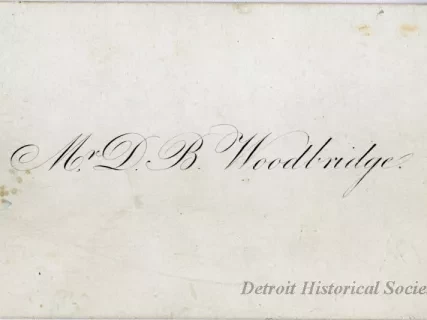 Mr. D. B. Woodbridge.
Detroit Historical Socie